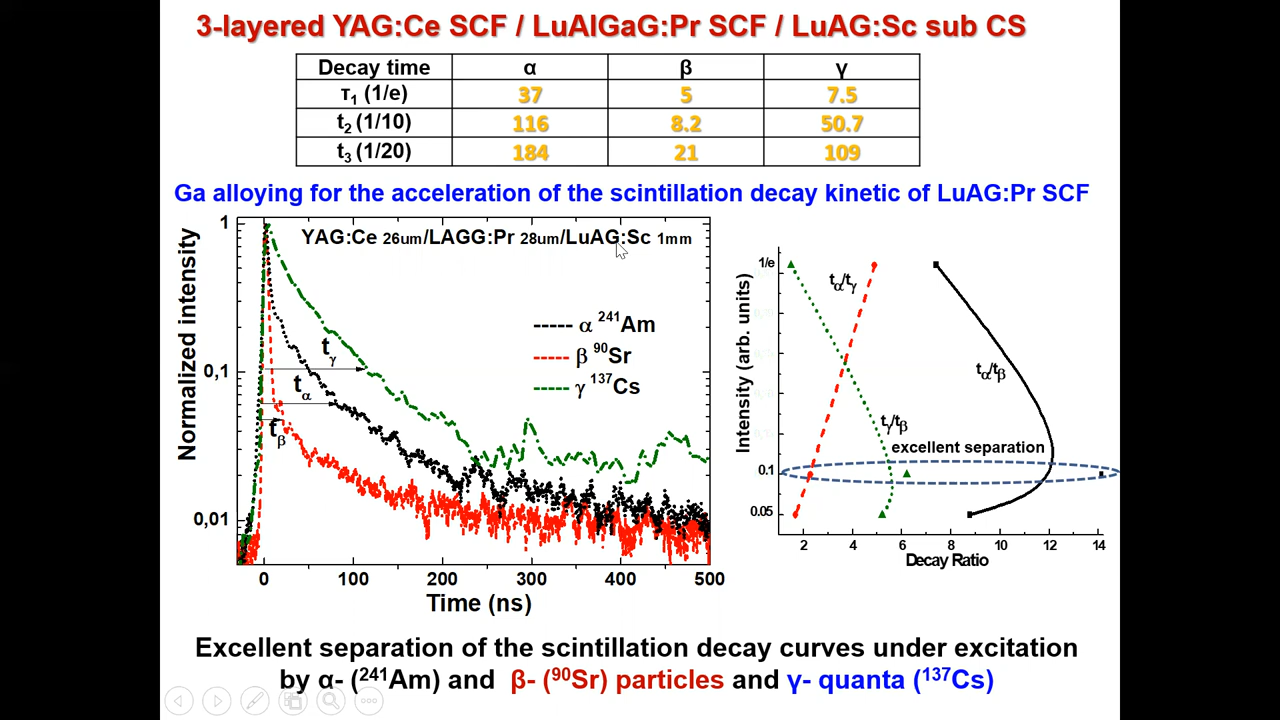 3-layered YAG:Ce SCF / LuAlGaG:Pr SCF / LuAG:Sc sub CS
Decay time α β γ
τ1 (1/e) 37 5 7.5
t2 (1/10) 116 8.2 50.7
t3 (1/20) 184 21 109
Ga alloying for the acceleration of the scintillation decay kinetic of LuAG:Pr SCF
Normalized intensity
1
0,1
0,01
YAG:Ce 26um/LAGG:Pr 28um/LuAG:Sc 1mm
α 241Am
β 90Sr
γ 137Cs
tγ
tα
tβ
0 100 200 300 400 500
Time (ns)
Intensity (arb. units)
1/e
0.1
0.05
tα/tγ
tα/tβ
tγ/tβ
excellent separation
2 4 6 8 10 12 14
Decay Ratio
Excellent separation of the scintillation decay curves under excitation
by α- (241Am) and β- (90Sr) particles and γ- quanta (137Cs)